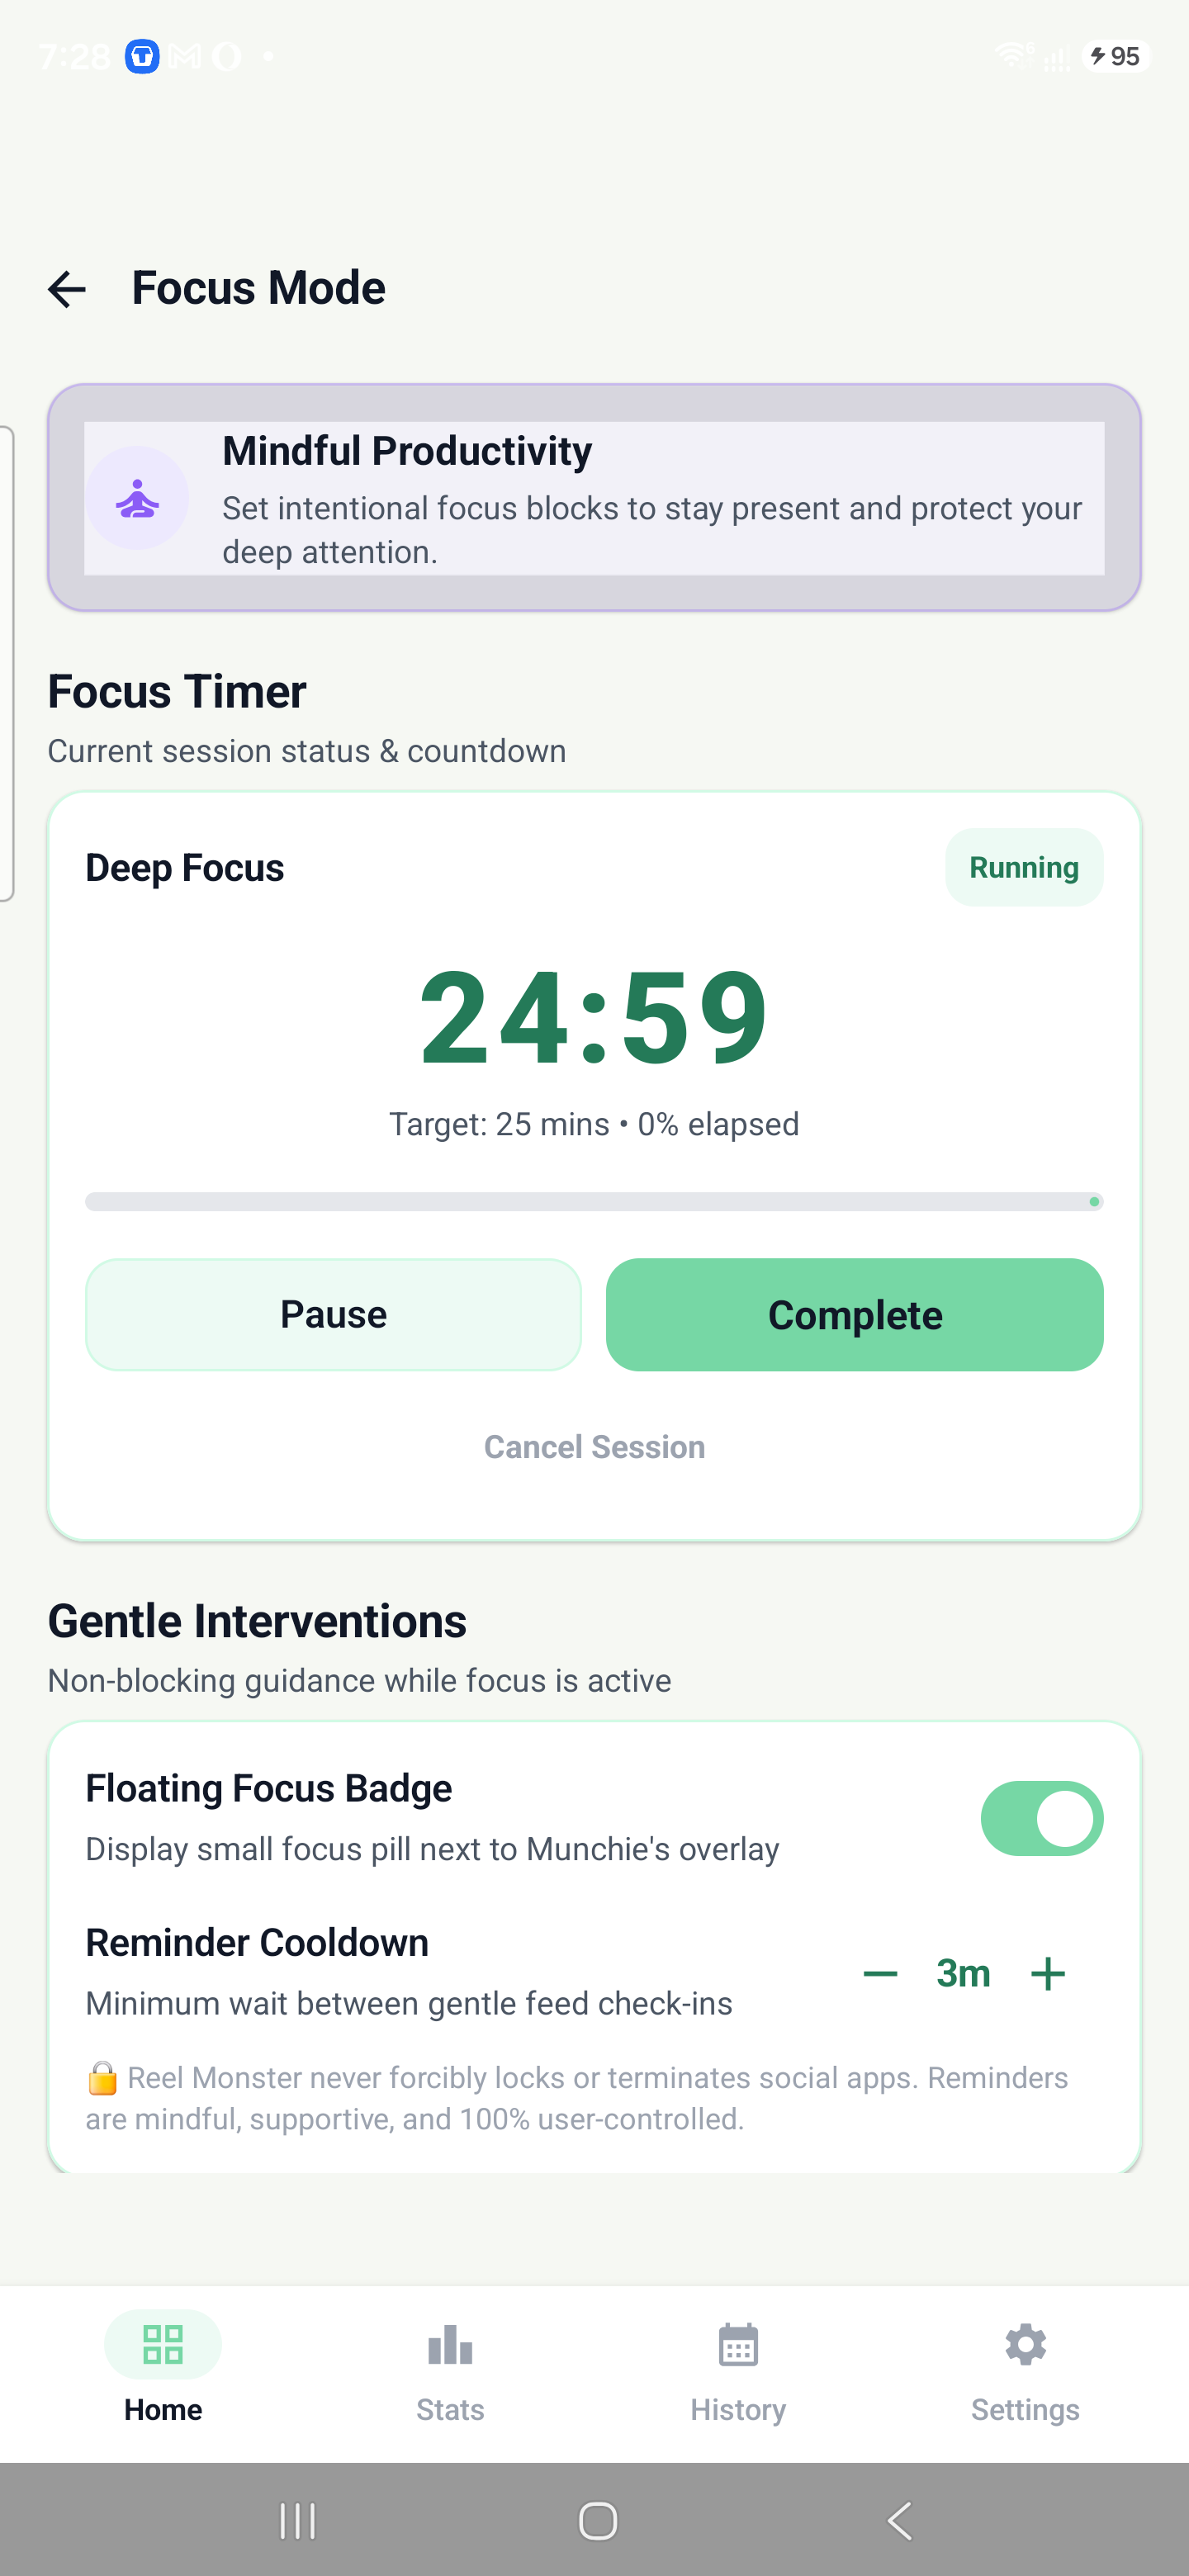 7:28
95
Focus Mode
Mindful Productivity
Set intentional focus blocks to stay present and protect your
deep attention.
Focus Timer
Current session status & countdown
Deep Focus
Running
24:59
Target: 25 mins • 0% elapsed
Pause
Complete
Cancel Session
Gentle Interventions
Non-blocking guidance while focus is active
Floating Focus Badge
Display small focus pill next to Munchie's overlay
Reminder Cooldown
3m
Minimum wait between gentle feed check-ins
🔒 Reel Monster never forcibly locks or terminates social apps. Reminders
are mindful, supportive, and 100% user-controlled.
Home
Stats
History
Settings